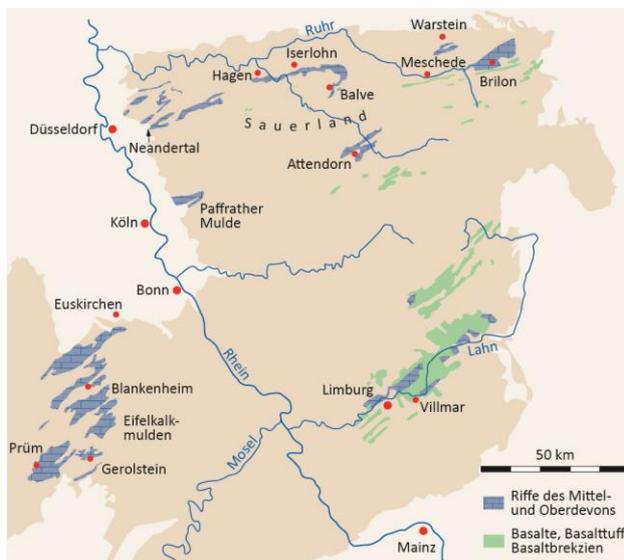 Warstein
Ruhr
Iserlohn
Hagen
Meschede
Balve
Brilon
Düsseldorf
Sauerland
Neandertal
Attendorn
Paffrather
Mulde
Köln
Bonn
Euskirchen
Rhein
Lahn
Blankenheim
Limburg
Villmar
Eifelkalk-
mulden
Prüm
Mosel
Gerolstein
50 km
Riffe des Mittel-
und Oberdevons
Basalte, Basalttuff
Basaltbrekzien
Mainz